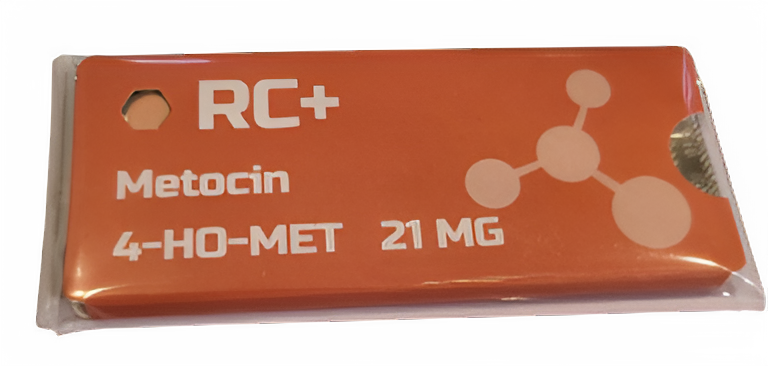 RC+
Metocin
4-HO-MET 21 MG